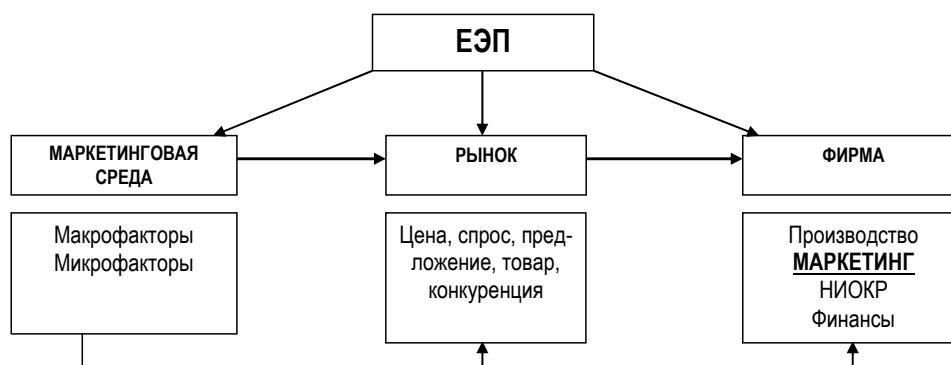 ЕЭП
МАРКЕТИНГОВАЯ
СРЕДА
РЫНОК
ФИРМА
Макрофакторы
Микрофакторы
Цена, спрос, пред-
ложение, товар,
конкуренция
Производство
МАРКЕТИНГ
НИОКР
Финансы